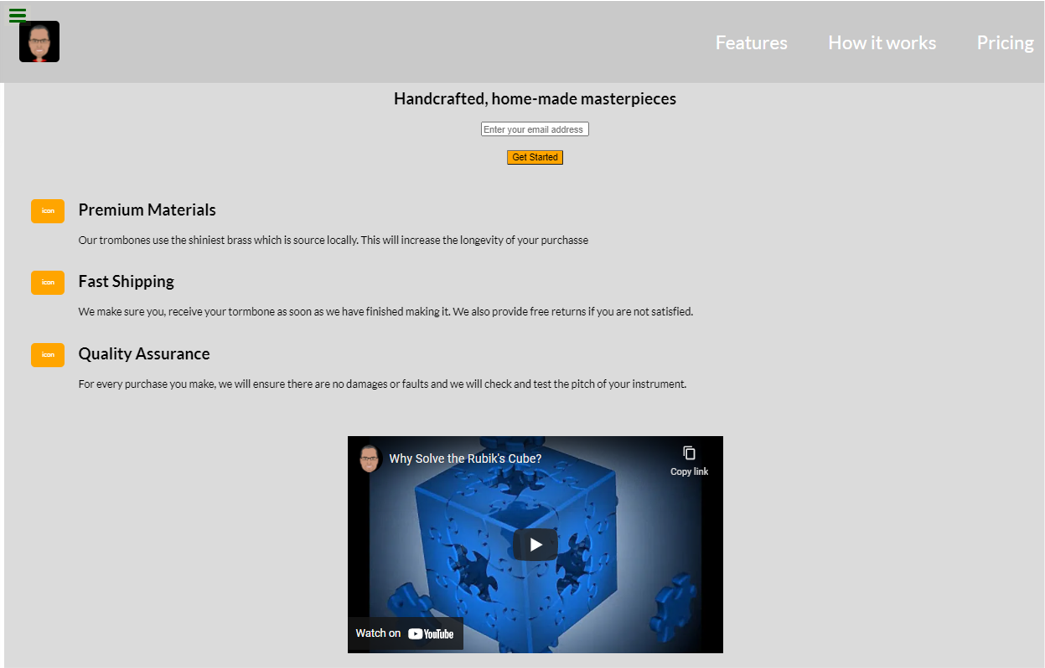 Features How it works Pricing
Handcrafted, home-made masterpieces
Enter your email address
Get Started
icon
Premium Materials
Our trombones use the shiniest brass which is source locally. This will increase the longevity of your purchasse
icon
Fast Shipping
We make sure you, receive your tormbone as soon as we have finished making it. We also provide free returns if you are not satisfied.
icon
Quality Assurance
For every purchase you make, we will ensure there are no damages or faults and we will check and test the pitch of your instrument.
Why Solve the Rubik's Cube?
Copy link
Watch on YouTube